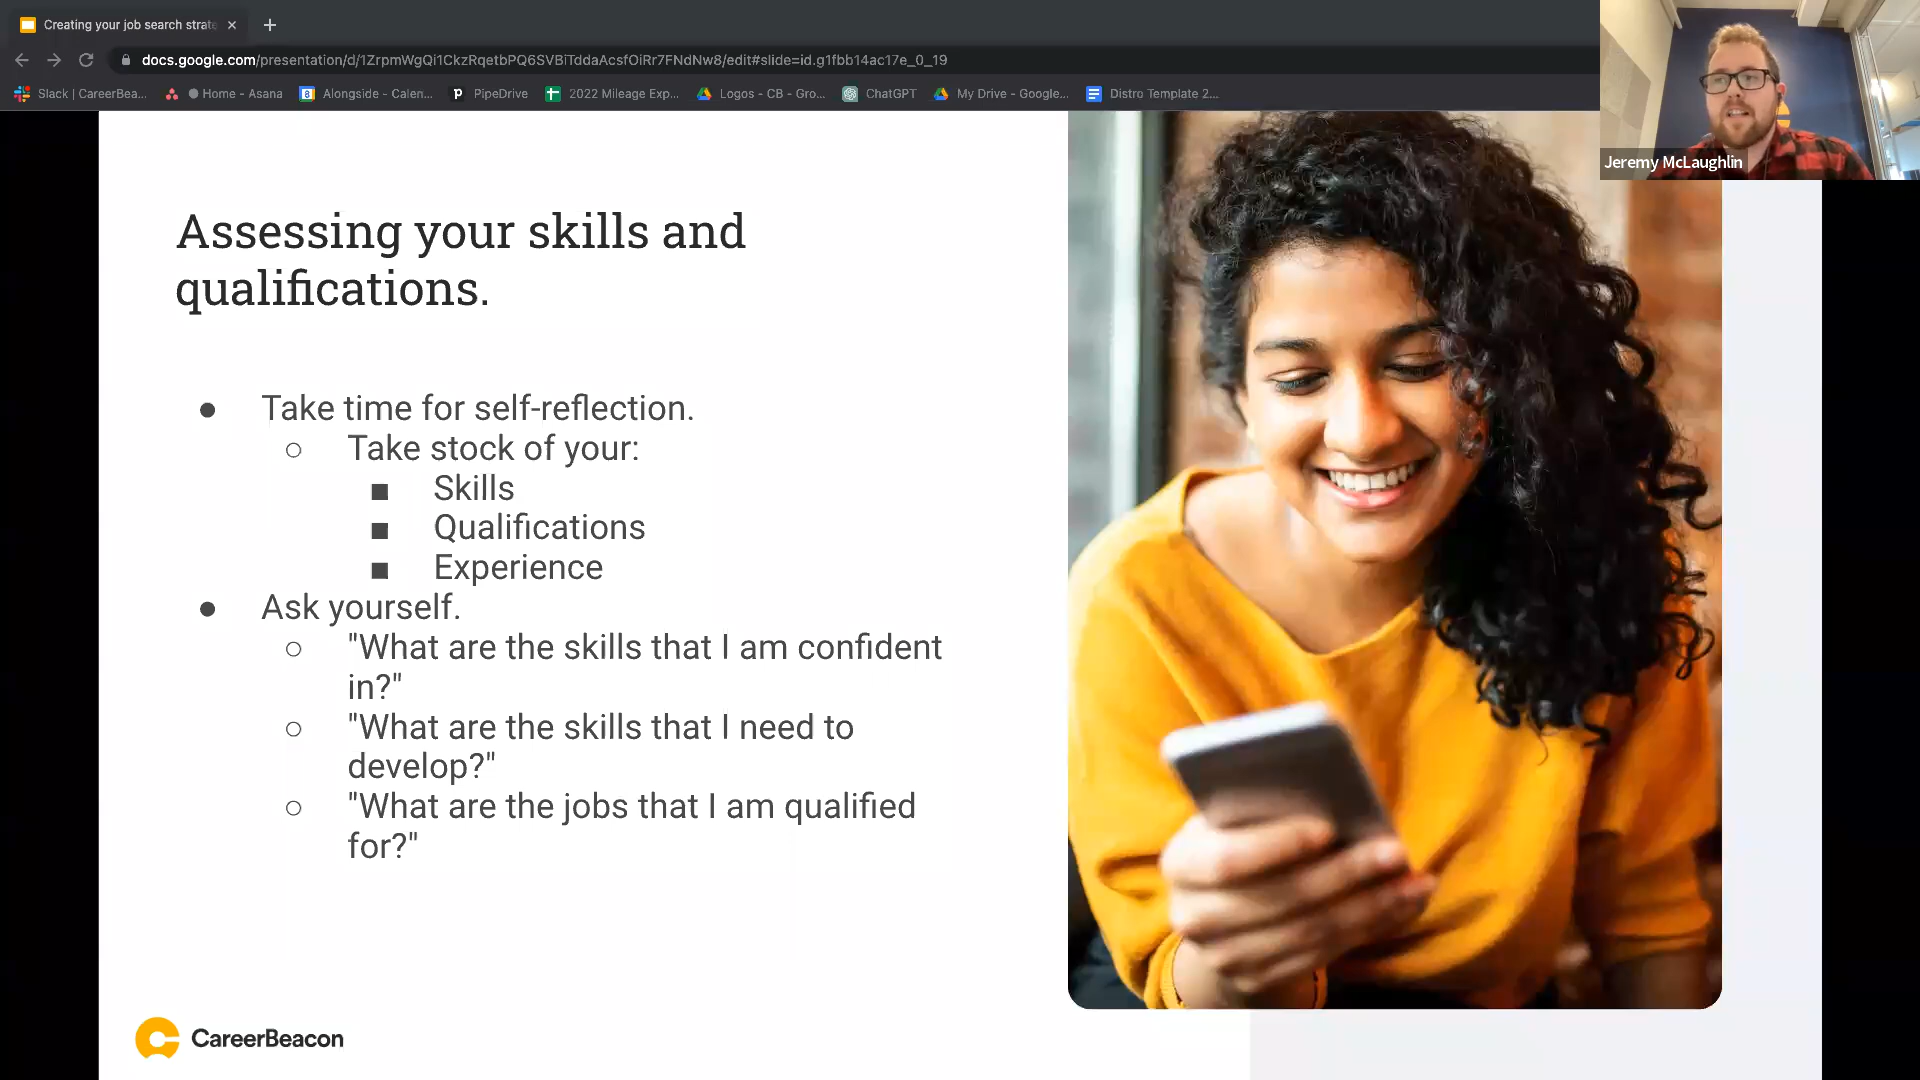 Creating your job search strate
docs.google.com/presentation/d/1ZrpmWgQi1CkzRqetbPQ6SVBiTddaAcsfOiRr7FNdNw8/edit#slide=id.g1fbb14ac17e_0_19
Slack | CareerBea... Home - Asana Alongside - Calen... PipeDrive 2022 Mileage Exp... Logos - CB - Gro... ChatGPT My Drive - Google... Distro Template 2...
Jeremy McLaughlin
Assessing your skills and
qualifications.
● Take time for self-reflection.
○ Take stock of your:
■ Skills
■ Qualifications
■ Experience
● Ask yourself.
○ "What are the skills that I am confident
in?"
○ "What are the skills that I need to
develop?"
○ "What are the jobs that I am qualified
for?"
CareerBeacon